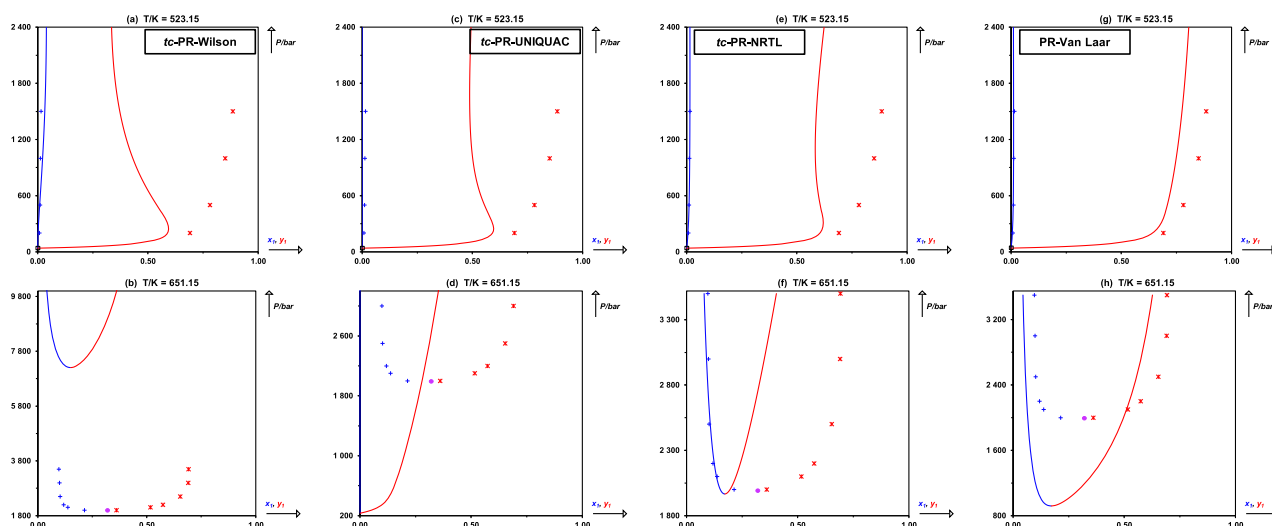 (a) T/K = 523.15
2 400
1 800
1 200
600
0
0.00
0.50
1.00
tc-PR-Wilson
P/bar
x1, y1
(c) T/K = 523.15
2 400
1 800
1 200
600
0
0.00
0.50
1.00
tc-PR-UNIQUAC
P/bar
x1, y1
(e) T/K = 523.15
2 400
1 800
1 200
600
0
0.00
0.50
1.00
tc-PR-NRTL
P/bar
x1, y1
(g) T/K = 523.15
2 400
1 800
1 200
600
0
0.00
0.50
1.00
PR-Van Laar
P/bar
x1, y1
(b) T/K = 651.15
9 800
7 800
5 800
3 800
1 800
0.00
0.50
1.00
P/bar
x1, y1
(d) T/K = 651.15
2 600
1 800
1 000
200
0.00
0.50
1.00
P/bar
x1, y1
(f) T/K = 651.15
3 300
2 800
2 300
1 800
0.00
0.50
1.00
P/bar
x1, y1
(h) T/K = 651.15
3 200
2 400
1 600
800
0.00
0.50
1.00
P/bar
x1, y1